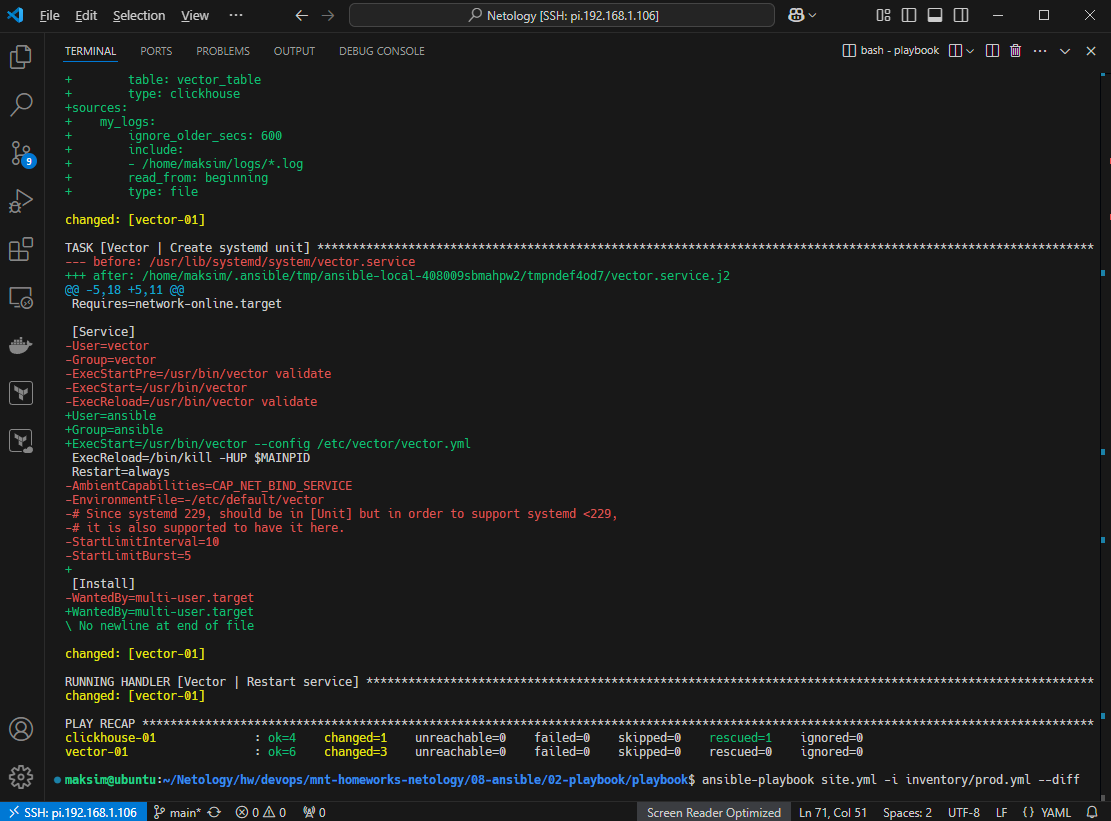 File Edit Selection View ··· Netology [SSH: pi.192.168.1.106]
TERMINAL PORTS PROBLEMS OUTPUT DEBUG CONSOLE bash - playbook
+        table: vector_table
+        type: clickhouse
+sources:
+    my_logs:
+        ignore_older_secs: 600
+        include:
+        - /home/maksim/logs/*.log
+        read_from: beginning
+        type: file
changed: [vector-01]
TASK [Vector | Create systemd unit] ***************************************************************************************************************
--- before: /usr/lib/systemd/system/vector.service
+++ after: /home/maksim/.ansible/tmp/ansible-local-408009sbmahpw2/tmpndef4od7/vector.service.j2
@@ -5,18 +5,11 @@
 Requires=network-online.target
 [Service]
-User=vector
-Group=vector
-ExecStartPre=/usr/bin/vector validate
-ExecStart=/usr/bin/vector
-ExecReload=/usr/bin/vector validate
+User=ansible
+Group=ansible
+ExecStart=/usr/bin/vector --config /etc/vector/vector.yml
 ExecReload=/bin/kill -HUP $MAINPID
 Restart=always
-AmbientCapabilities=CAP_NET_BIND_SERVICE
-EnvironmentFile=-/etc/default/vector
-# Since systemd 229, should be in [Unit] but in order to support systemd <229,
-# it is also supported to have it here.
-StartLimitInterval=10
-StartLimitBurst=5
+
 [Install]
-WantedBy=multi-user.target
+WantedBy=multi-user.target
\ No newline at end of file
changed: [vector-01]
RUNNING HANDLER [Vector | Restart service] ********************************************************************************************************
changed: [vector-01]
PLAY RECAP ****************************************************************************************************************************************
clickhouse-01              : ok=4    changed=1    unreachable=0    failed=0    skipped=0    rescued=1    ignored=0
vector-01                  : ok=6    changed=3    unreachable=0    failed=0    skipped=0    rescued=0    ignored=0
maksim@ubuntu:~/Netology/hw/devops/mnt-homeworks-netology/08-ansible/02-playbook/playbook$ ansible-playbook site.yml -i inventory/prod.yml --diff
9
SSH: pi.192.168.1.106 main* 0 0 0 Screen Reader Optimized Ln 71, Col 51 Spaces: 2 UTF-8 LF {} YAML